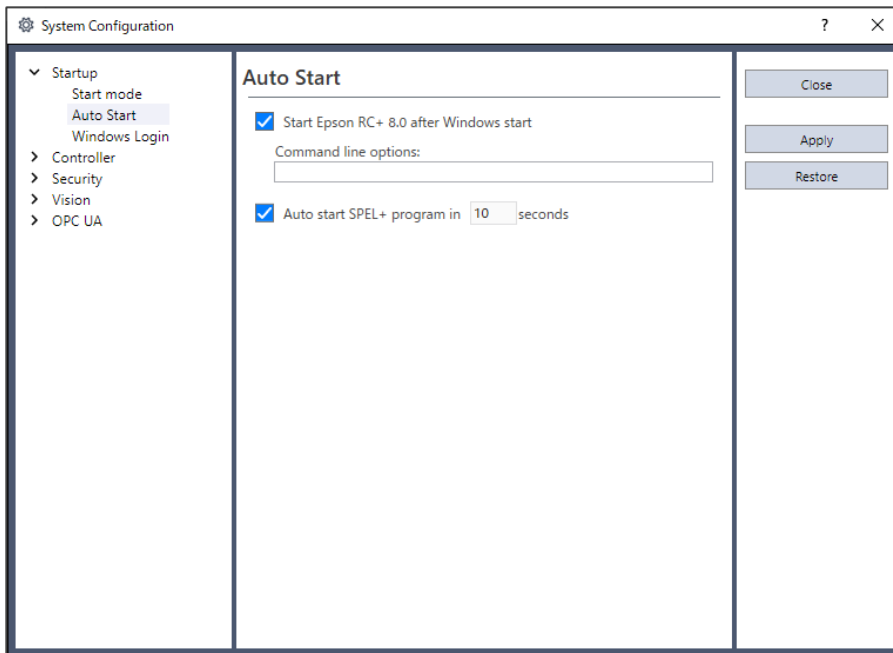 System Configuration
?
Startup
Start mode
Auto Start
Windows Login
Controller
Security
Vision
OPC UA
Auto Start
Start Epson RC+ 8.0 after Windows start
Command line options:
Auto start SPEL+ program in 10 seconds
Close
Apply
Restore